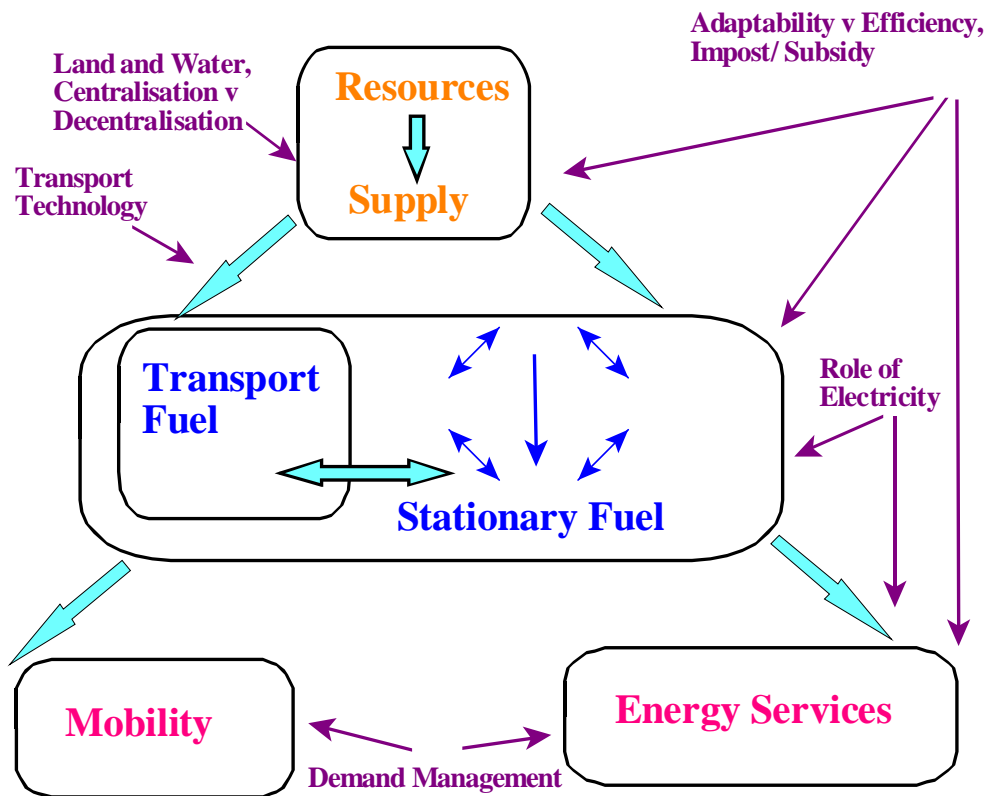 Adaptability v Efficiency,
Impost/ Subsidy
Land and Water,
Centralisation v
Decentralisation
Resources
Supply
Transport
Technology
Transport
Fuel
Stationary Fuel
Role of
Electricity
Mobility
Energy Services
Demand Management